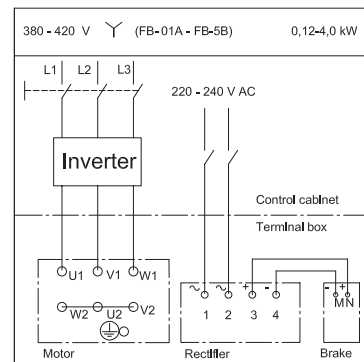 380 - 420 V (FB-01A - FB-5B) 0,12-4,0 kW
L1 L2 L3
220 - 240 V AC
Inverter
Control cabinet
Terminal box
U1 V1 W1
~ ~ + - - +
MN
W2 U2 V2
1 2 3 4
Motor Rectifier Brake